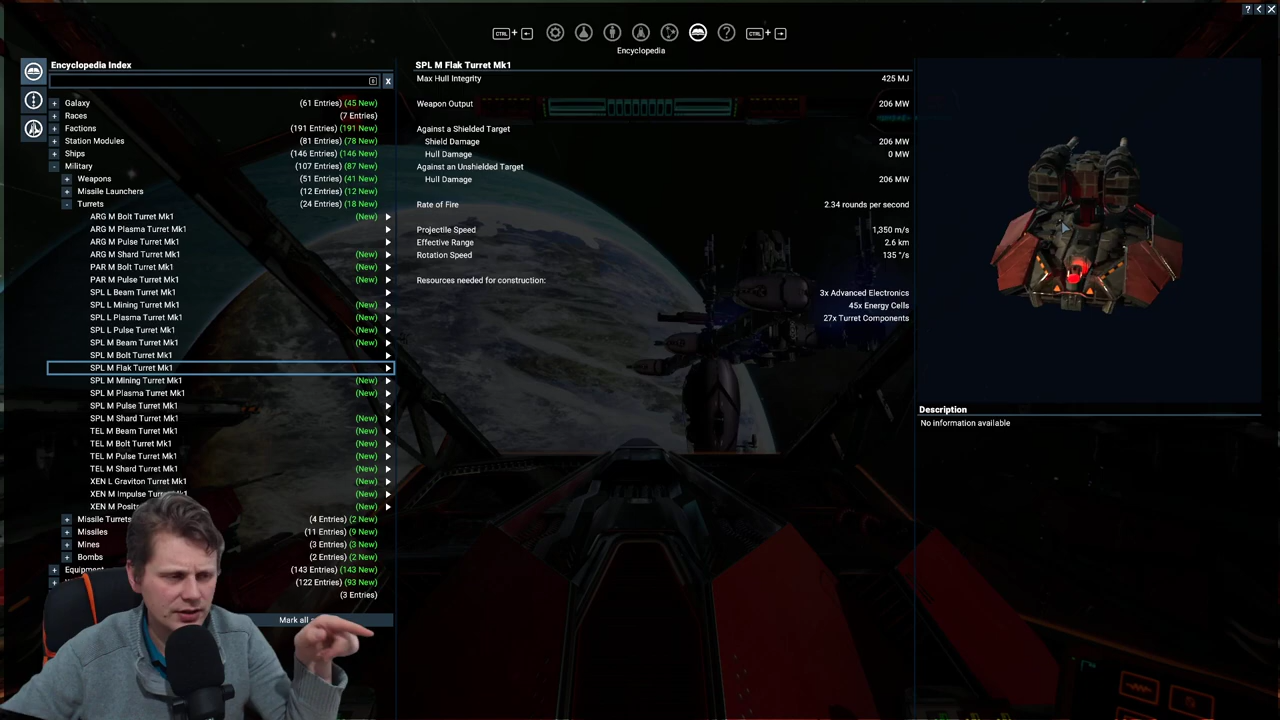 ? < X
CTRL + ←
CTRL + →
Encyclopedia
Encyclopedia Index
x
+ Galaxy (61 Entries) (45 New)
+ Races (7 Entries)
+ Factions (191 Entries) (191 New)
+ Station Modules (81 Entries) (78 New)
+ Ships (146 Entries) (146 New)
- Military (107 Entries) (87 New)
+ Weapons (51 Entries) (41 New)
+ Missile Launchers (12 Entries) (12 New)
- Turrets (24 Entries) (18 New)
ARG M Bolt Turret Mk1 (New)
ARG M Plasma Turret Mk1
ARG M Pulse Turret Mk1
ARG M Shard Turret Mk1 (New)
PAR M Bolt Turret Mk1 (New)
PAR M Pulse Turret Mk1 (New)
SPL L Beam Turret Mk1
SPL L Mining Turret Mk1 (New)
SPL L Plasma Turret Mk1 (New)
SPL L Pulse Turret Mk1 (New)
SPL M Beam Turret Mk1 (New)
SPL M Bolt Turret Mk1
SPL M Flak Turret Mk1
SPL M Mining Turret Mk1 (New)
SPL M Plasma Turret Mk1 (New)
SPL M Pulse Turret Mk1
SPL M Shard Turret Mk1 (New)
TEL M Beam Turret Mk1 (New)
TEL M Bolt Turret Mk1 (New)
TEL M Pulse Turret Mk1 (New)
TEL M Shard Turret Mk1 (New)
XEN L Graviton Turret Mk1 (New)
XEN M Impulse Turret Mk1 (New)
XEN M (New)
+ Missile Turrets (4 Entries) (2 New)
+ Missiles (11 Entries) (9 New)
+ Mines (3 Entries) (3 New)
+ Bombs (2 Entries) (2 New)
+ (143 Entries) (143 New)
+ (122 Entries) (93 New)
(3 Entries)
Mark all
SPL M Flak Turret Mk1
Max Hull Integrity 425 MJ
Weapon Output 206 MW
Against a Shielded Target
Shield Damage 206 MW
Hull Damage 0 MW
Against an Unshielded Target
Hull Damage 206 MW
Rate of Fire 2.34 rounds per second
Projectile Speed 1,350 m/s
Effective Range 2.6 km
Rotation Speed 135 °/s
Resources needed for construction:
3x Advanced Electronics
45x Energy Cells
27x Turret Components
Description
No information available